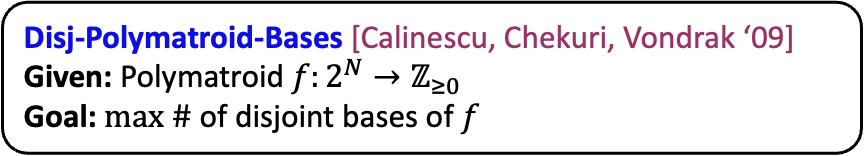 Disj-Polymatroid-Bases [Calinescu, Chekuri, Vondrak ‘09]
Given: Polymatroid f: 2^N → ℤ≥0
Goal: max # of disjoint bases of f